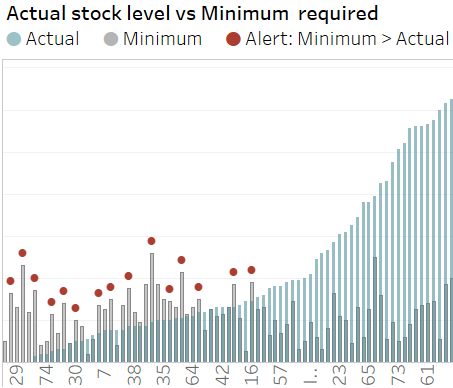 Actual stock level vs Minimum required
Actual Minimum Alert: Minimum > Actual
29 74 30 7 38 35 64 42 16 57 I.. 23 65 73 61